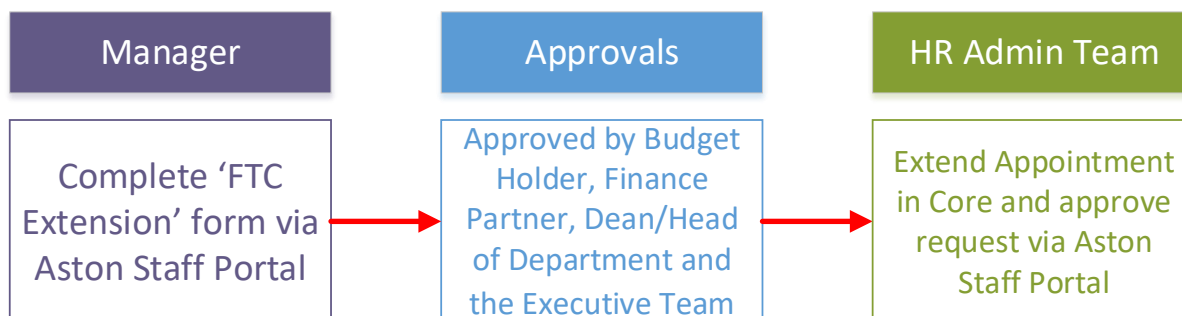 Manager
Approvals
HR Admin Team
Complete ‘FTC
Extension’ form via
Aston Staff Portal
Approved by Budget
Holder, Finance
Partner, Dean/Head
of Department and
the Executive Team
Extend Appointment
in Core and approve
request via Aston
Staff Portal